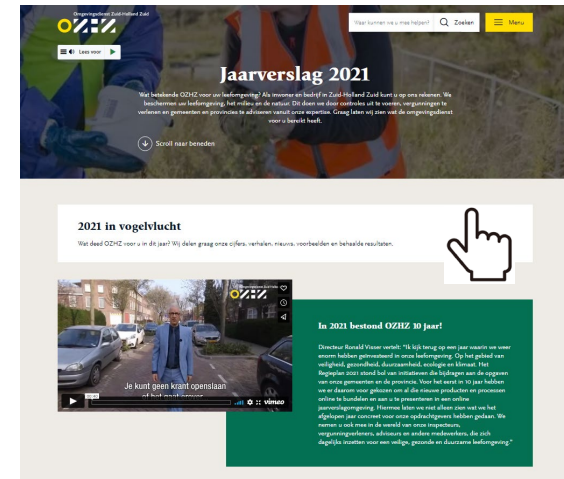 Omgevingsdienst Zuid-Holland Zuid
OZHZ
Waar kunnen we u mee helpen?
Zoeken
Menu
Lees voor
Jaarverslag 2021
Wat betekende OZHZ voor uw leefomgeving? Als inwoner en bedrijf in Zuid-Holland Zuid kunt u op ons rekenen. We
beschermen uw leefomgeving, het milieu en de natuur. Dit doen we door controles uit te voeren, vergunningen te
verlenen en gemeenten en provincies te adviseren vanuit onze expertise. Graag laten wij zien wat de omgevingsdienst
voor u bereikt heeft.
Scroll naar beneden
2021 in vogelvlucht
Wat deed OZHZ voor u in dit jaar? Wij delen graag onze cijfers, verhalen, nieuws, voorbeelden en behaalde resultaten.
Omgevingsdienst Zuid-Holland Zuid
OZHZ
Je kunt geen krant openslaan
of het gaat erover
vimeo
In 2021 bestond OZHZ 10 jaar!
Directeur Ronald Visser vertelt: "Ik kijk terug op een jaar waarin we weer
enorm hebben geïnvesteerd in onze leefomgeving. Op het gebied van
veiligheid, gezondheid, duurzaamheid, ecologie en klimaat. Het
Regieplan 2021 stond bol van initiatieven die bijdragen aan de opgaven
van onze gemeenten en de provincie. Voor het eerst in 10 jaar hebben
we er daarom voor gekozen om al die nieuwe producten en processen
online te bundelen en aan u te presenteren in een online
jaarverslagomgeving. Hiermee laten we niet alleen zien wat we het
afgelopen jaar concreet voor onze opdrachtgevers hebben gedaan. We
nemen u ook mee in de wereld van onze inspecteurs,
vergunningverleners, adviseurs en andere medewerkers, die zich
dagelijks inzetten voor een veilige, gezonde en duurzame leefomgeving."